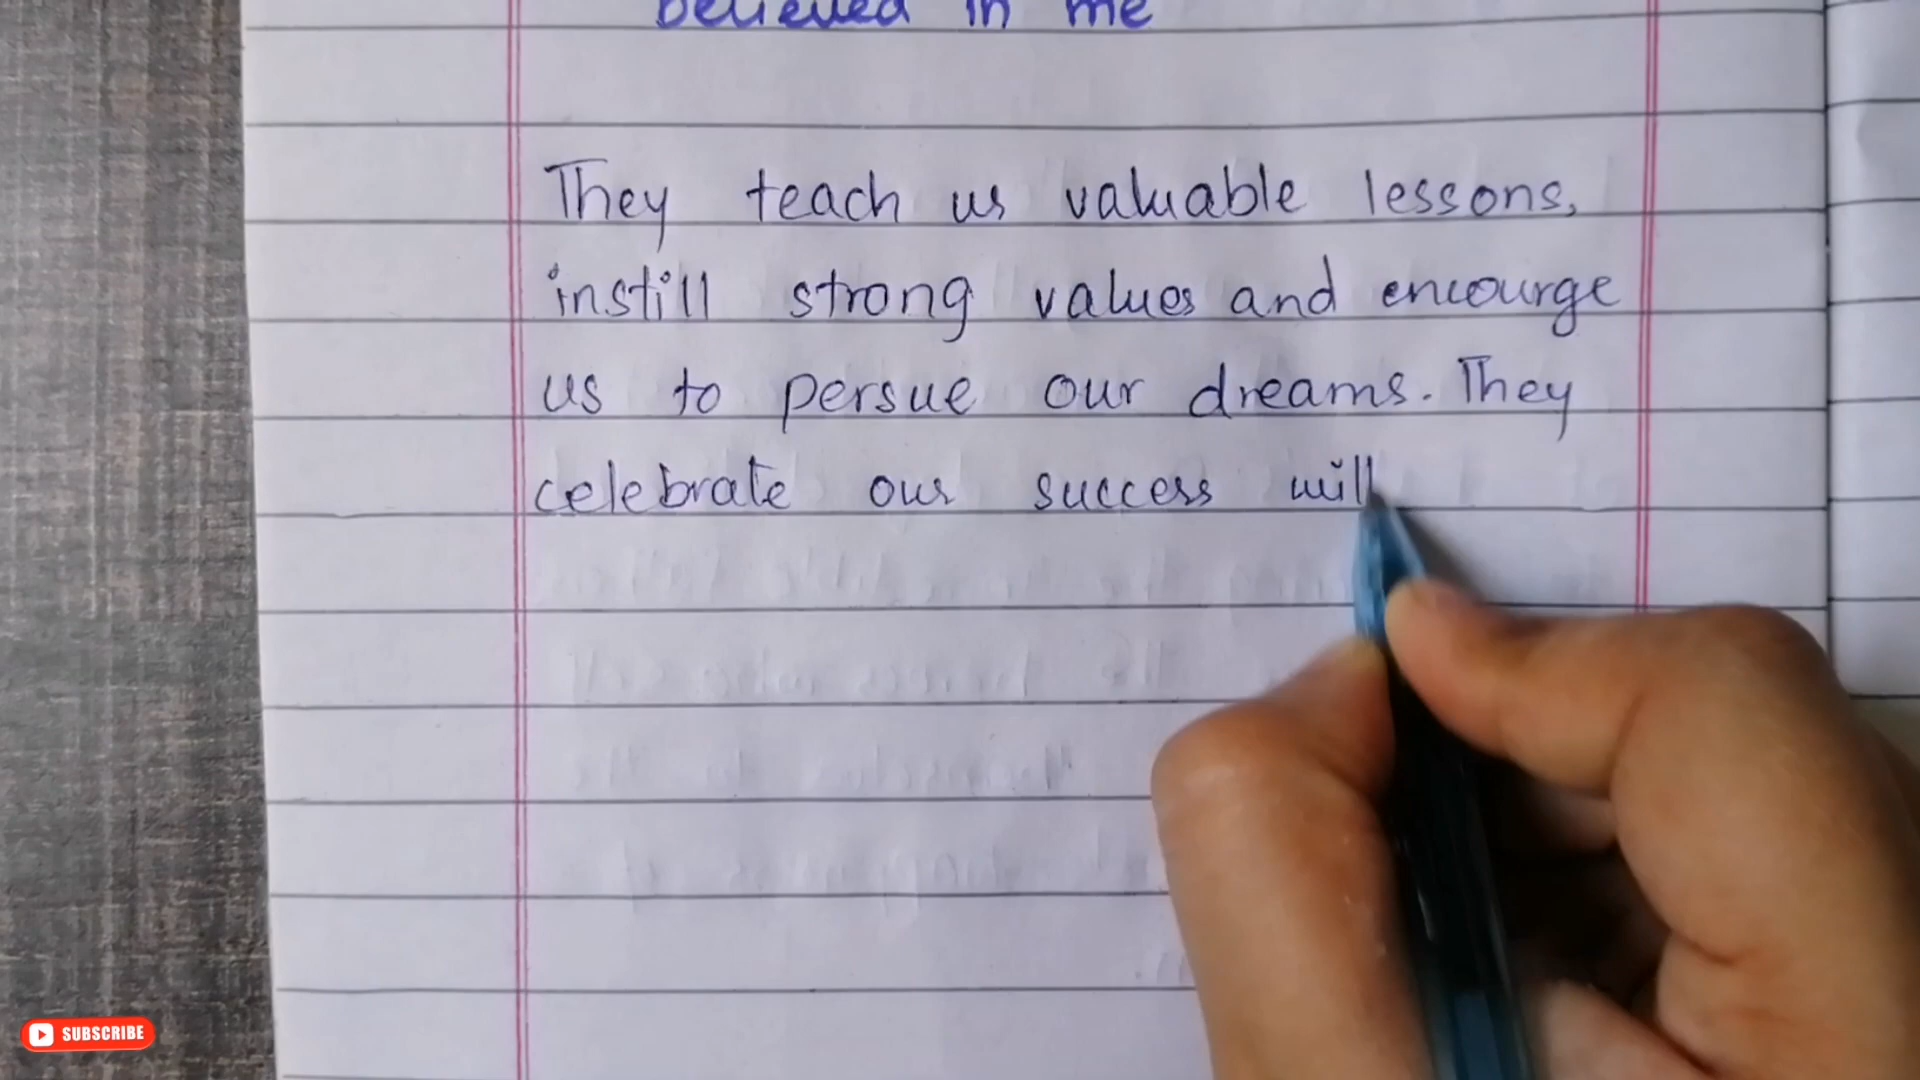 believed in me
They teach us valuable lessons,
instill strong values and encourge
us to persue our dreams. They
celebrate our success will
SUBSCRIBE